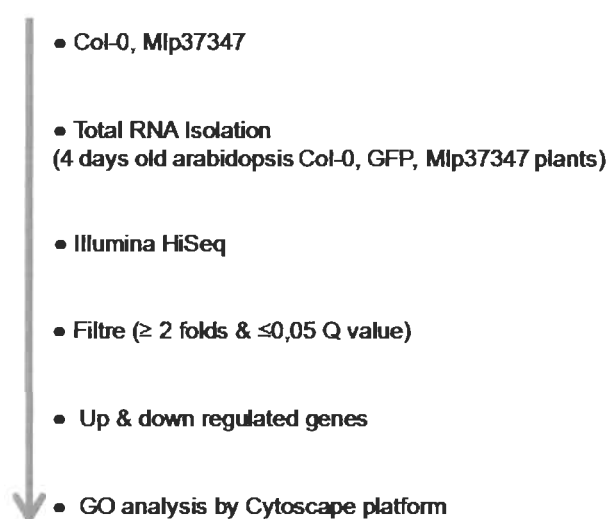 • Col-0, Mlp37347
• Total RNA Isolation
(4 days old arabidopsis Col-0, GFP, Mlp37347 plants)
• Illumina HiSeq
• Filtre (≥ 2 folds & ≤0,05 Q value)
• Up & down regulated genes
• GO analysis by Cytoscape platform